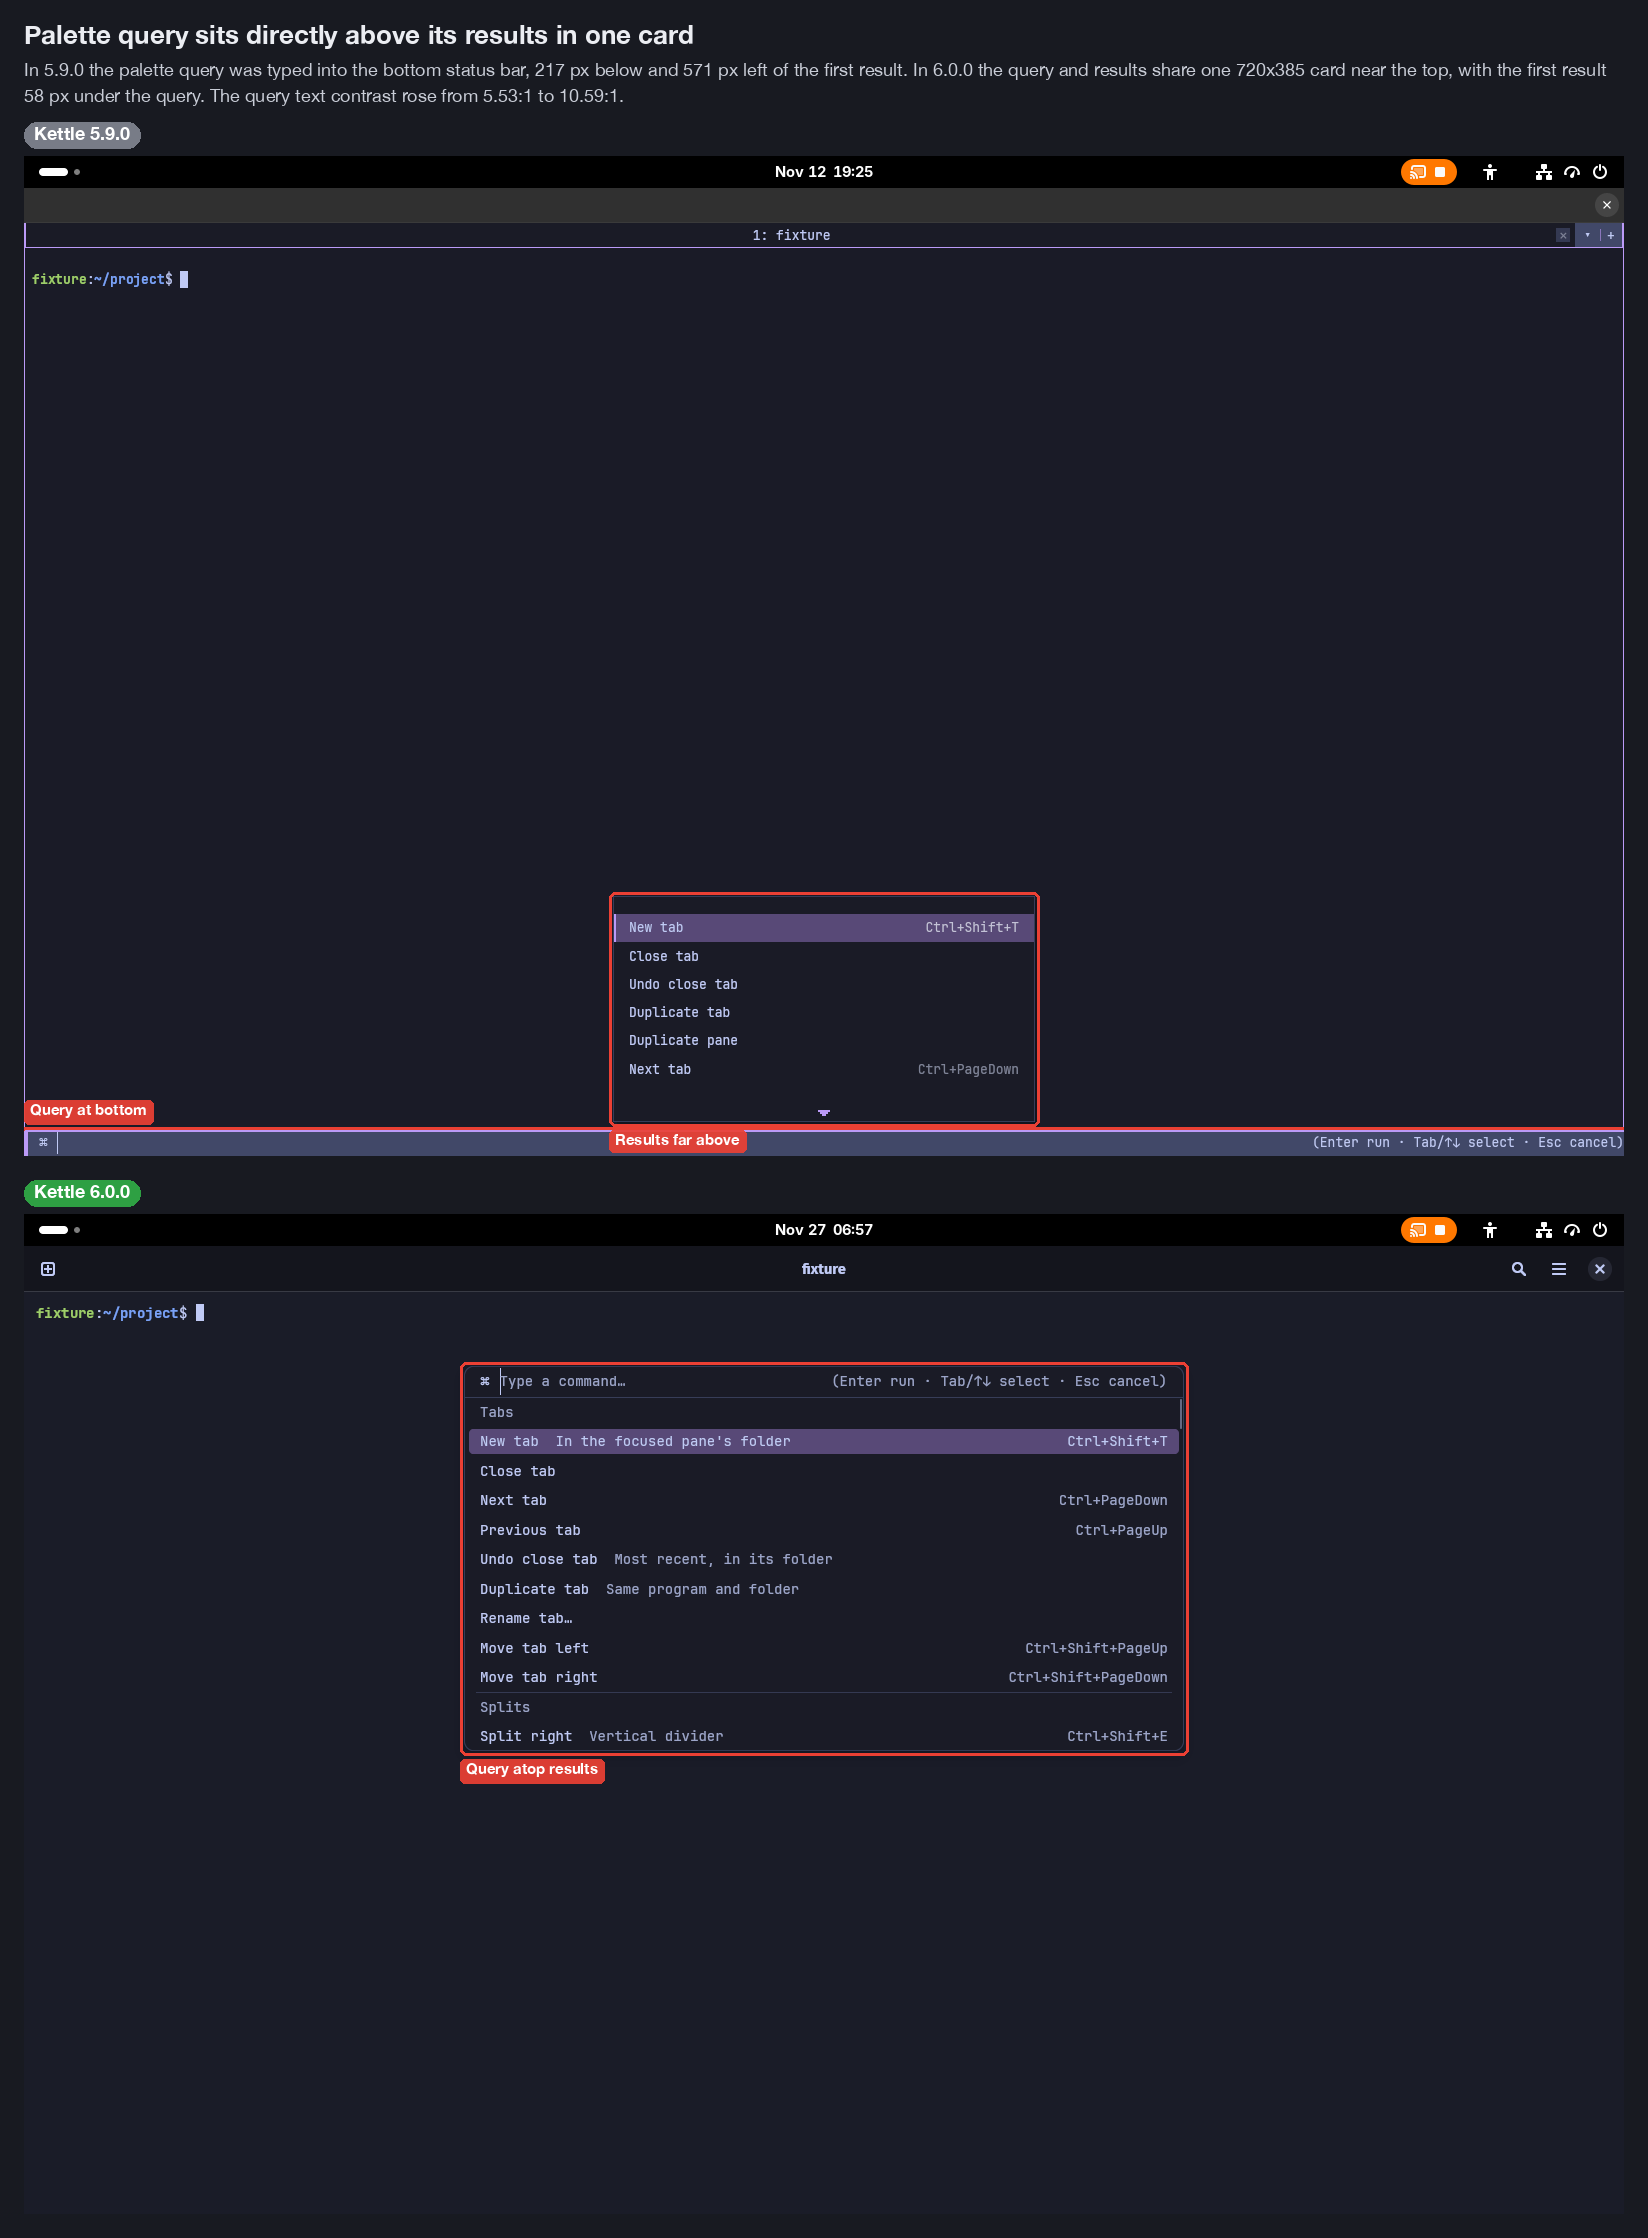 Palette query sits directly above its results in one card
In 5.9.0 the palette query was typed into the bottom status bar, 217 px below and 571 px left of the first result. In 6.0.0 the query and results share one 720x385 card near the top, with the first result
58 px under the query. The query text contrast rose from 5.53:1 to 10.59:1.
Kettle 5.9.0
Nov 12 19:25
1: fixture
fixture:~/project$
New tab Ctrl+Shift+T
Close tab
Undo close tab
Duplicate tab
Duplicate pane
Next tab Ctrl+PageDown
Query at bottom
Results far above
⌘ (Enter run · Tab/↑↓ select · Esc cancel)
Kettle 6.0.0
Nov 27 06:57
fixture
fixture:~/project$
⌘ Type a command… (Enter run · Tab/↑↓ select · Esc cancel)
Tabs
New tab In the focused pane's folder Ctrl+Shift+T
Close tab
Next tab Ctrl+PageDown
Previous tab Ctrl+PageUp
Undo close tab Most recent, in its folder
Duplicate tab Same program and folder
Rename tab…
Move tab left Ctrl+Shift+PageUp
Move tab right Ctrl+Shift+PageDown
Splits
Split right Vertical divider Ctrl+Shift+E
Query atop results